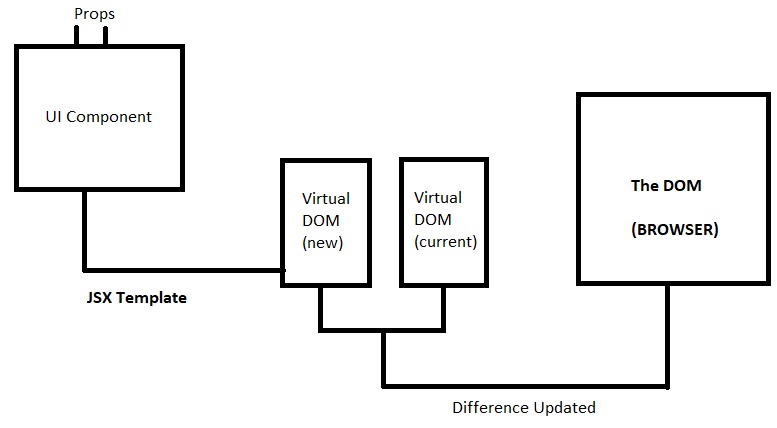 Props
UI Component
Virtual
DOM
(new)
Virtual
DOM
(current)
The DOM
(BROWSER)
JSX Template
Difference Updated